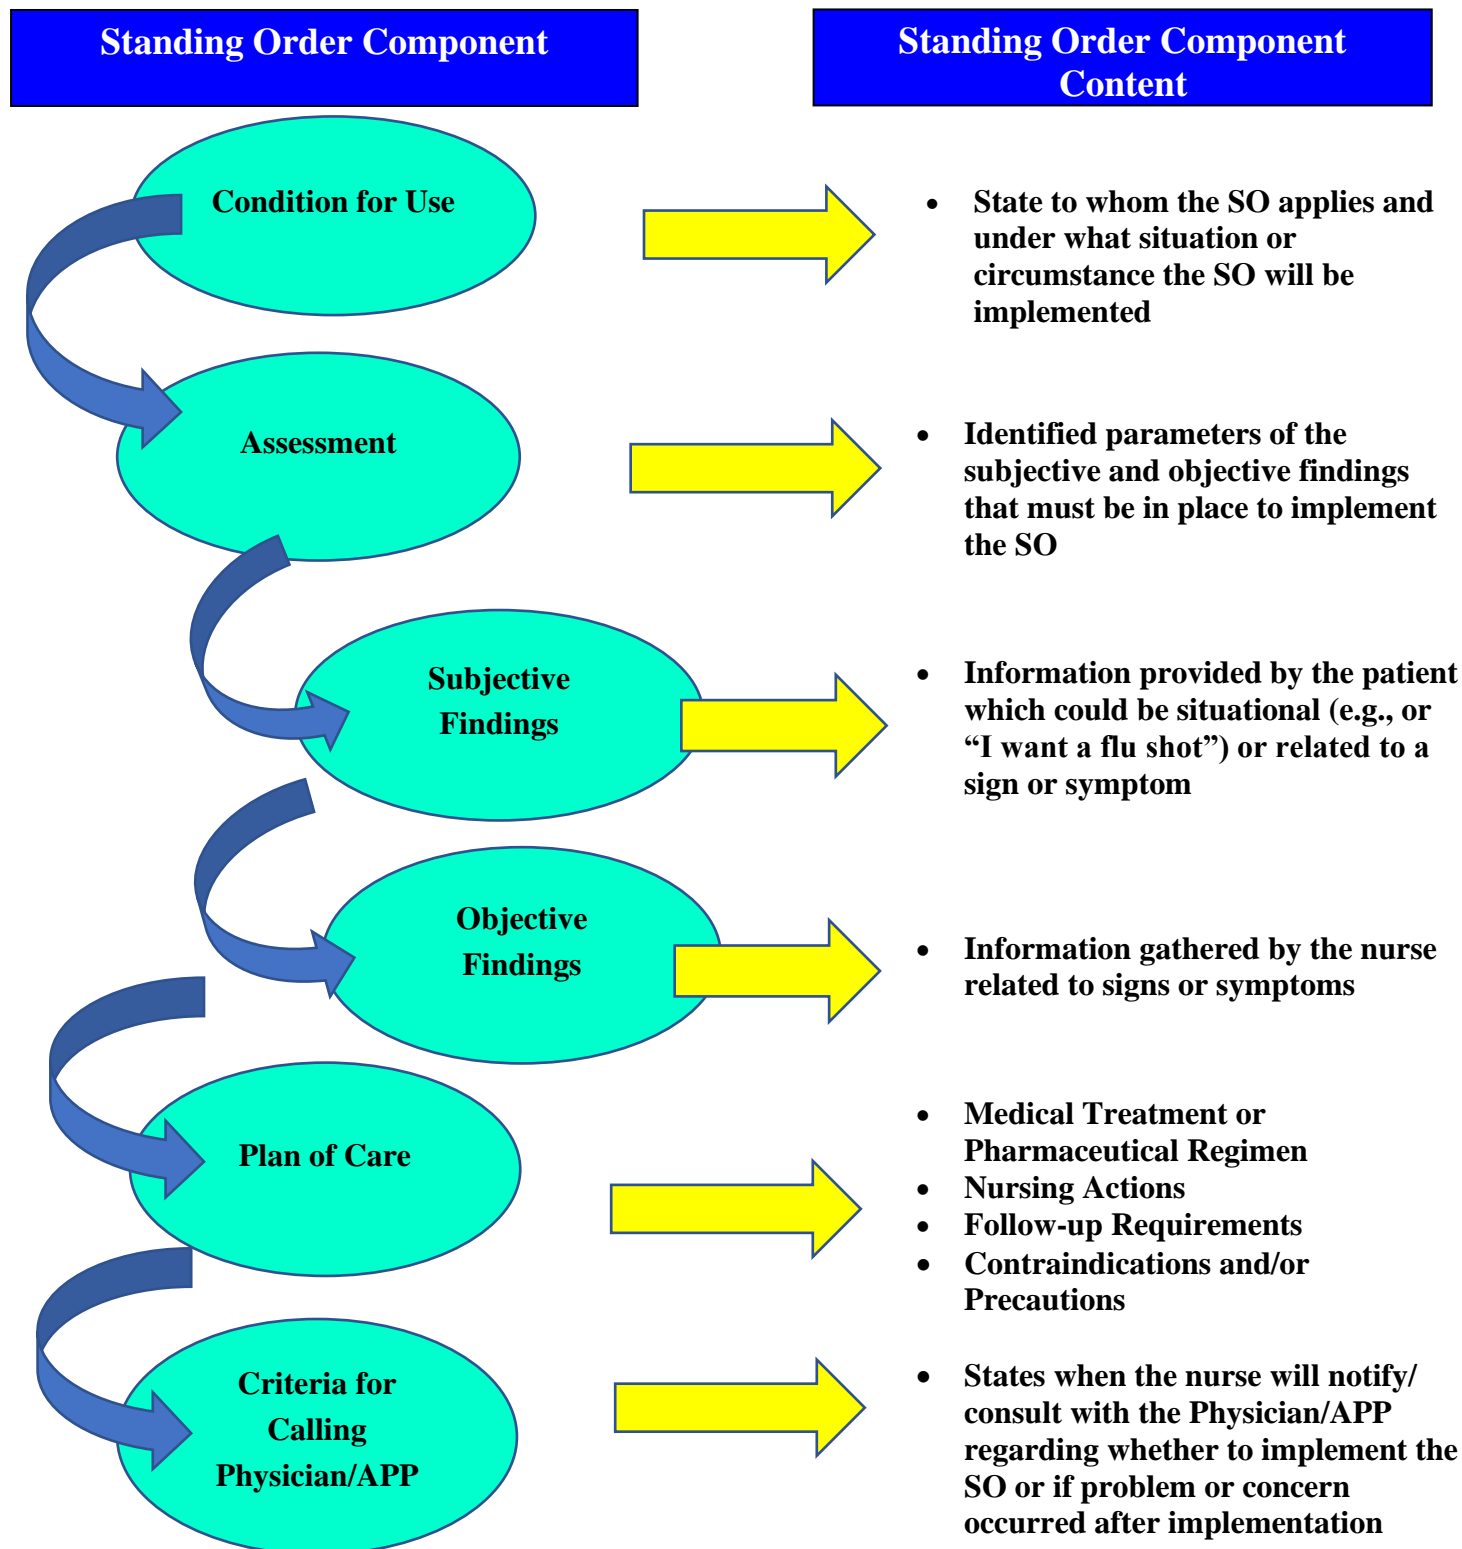 Standing Order Component
Standing Order Component
Content
Condition for Use
• State to whom the SO applies and
under what situation or
circumstance the SO will be
implemented
Assessment
• Identified parameters of the
subjective and objective findings
that must be in place to implement
the SO
Subjective
Findings
• Information provided by the patient
which could be situational (e.g., or
“I want a flu shot”) or related to a
sign or symptom
Objective
Findings
• Information gathered by the nurse
related to signs or symptoms
Plan of Care
• Medical Treatment or
Pharmaceutical Regimen
• Nursing Actions
• Follow-up Requirements
• Contraindications and/or
Precautions
Criteria for
Calling
Physician/APP
• States when the nurse will notify/
consult with the Physician/APP
regarding whether to implement the
SO or if problem or concern
occurred after implementation